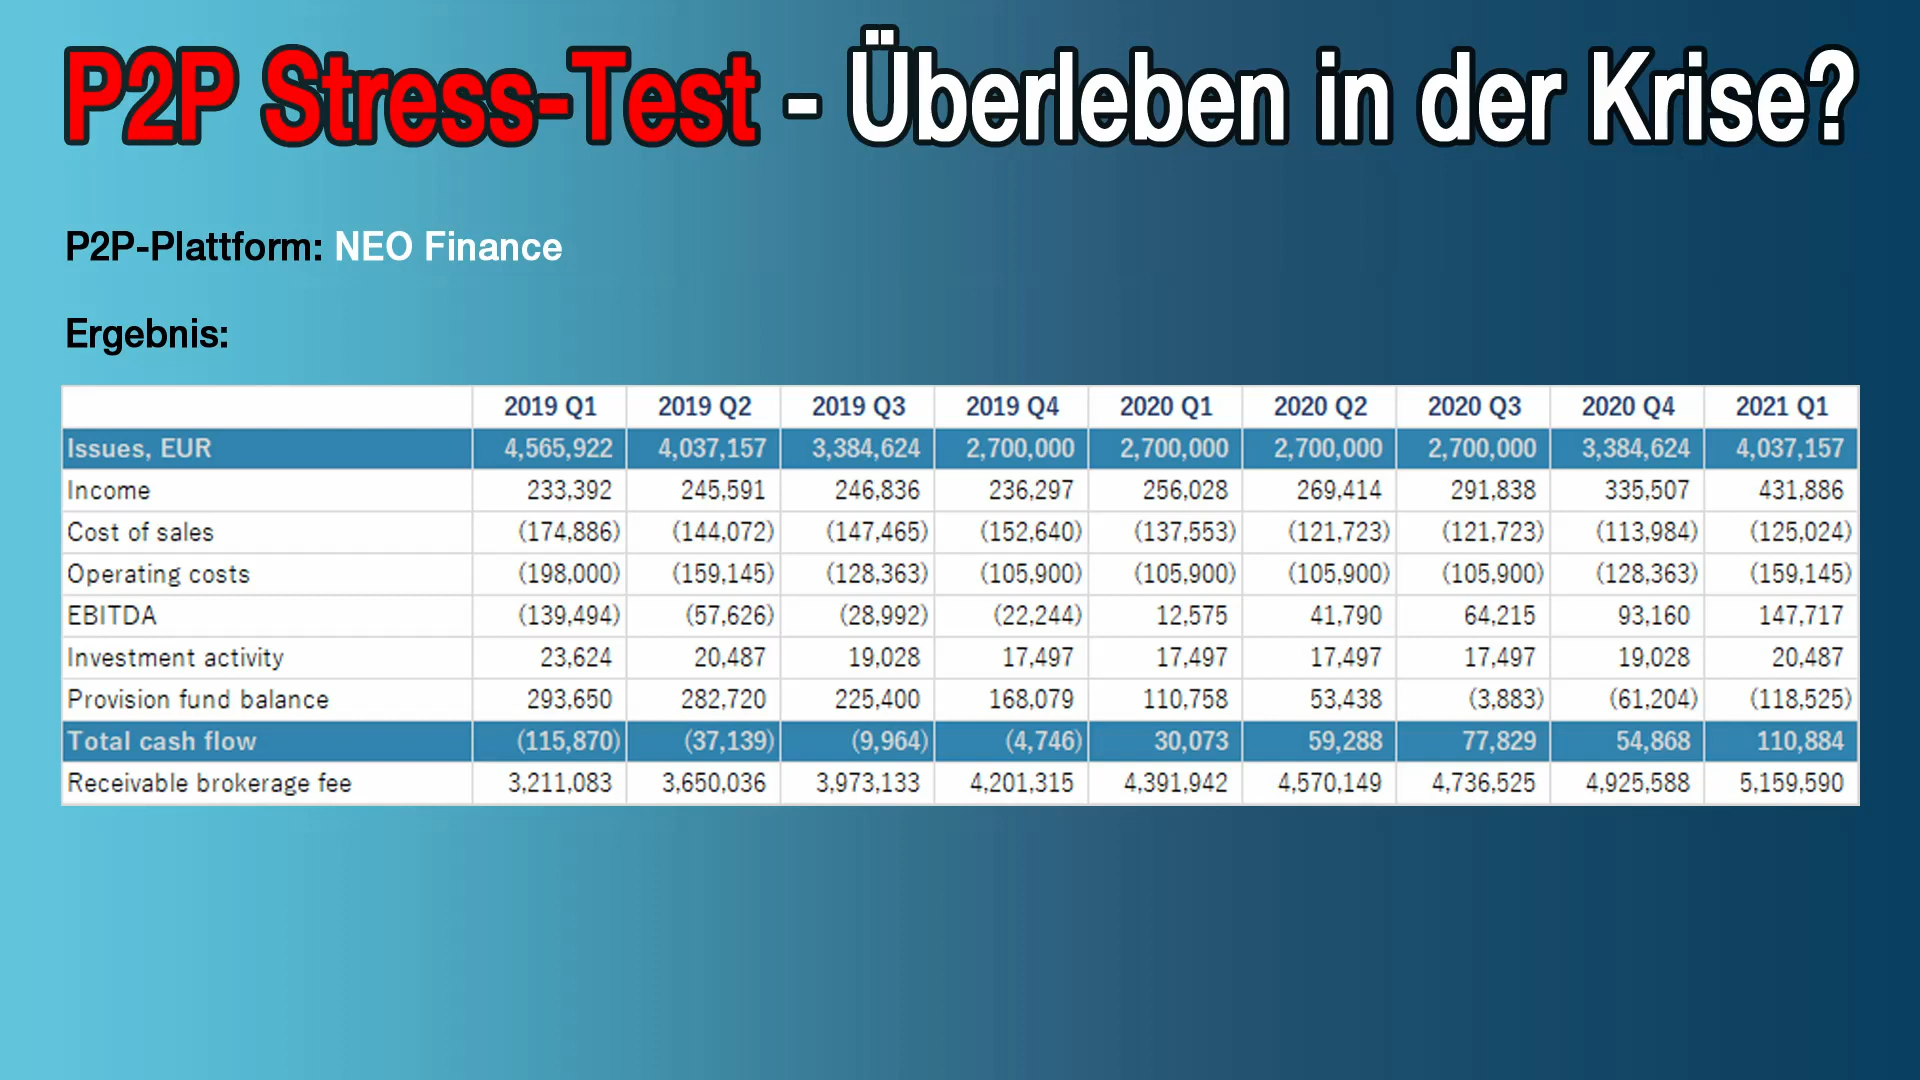 P2P Stress-Test - Überleben in der Krise?
P2P-Plattform: NEO Finance
Ergebnis:
2019 Q1 2019 Q2 2019 Q3 2019 Q4 2020 Q1 2020 Q2 2020 Q3 2020 Q4 2021 Q1
Issues, EUR 4,565,922 4,037,157 3,384,624 2,700,000 2,700,000 2,700,000 2,700,000 3,384,624 4,037,157
Income 233,392 245,591 246,836 236,297 256,028 269,414 291,838 335,507 431,886
Cost of sales (174,886) (144,072) (147,465) (152,640) (137,553) (121,723) (121,723) (113,984) (125,024)
Operating costs (198,000) (159,145) (128,363) (105,900) (105,900) (105,900) (105,900) (128,363) (159,145)
EBITDA (139,494) (57,626) (28,992) (22,244) 12,575 41,790 64,215 93,160 147,717
Investment activity 23,624 20,487 19,028 17,497 17,497 17,497 17,497 19,028 20,487
Provision fund balance 293,650 282,720 225,400 168,079 110,758 53,438 (3,883) (61,204) (118,525)
Total cash flow (115,870) (37,139) (9,964) (4,746) 30,073 59,288 77,829 54,868 110,884
Receivable brokerage fee 3,211,083 3,650,036 3,973,133 4,201,315 4,391,942 4,570,149 4,736,525 4,925,588 5,159,590